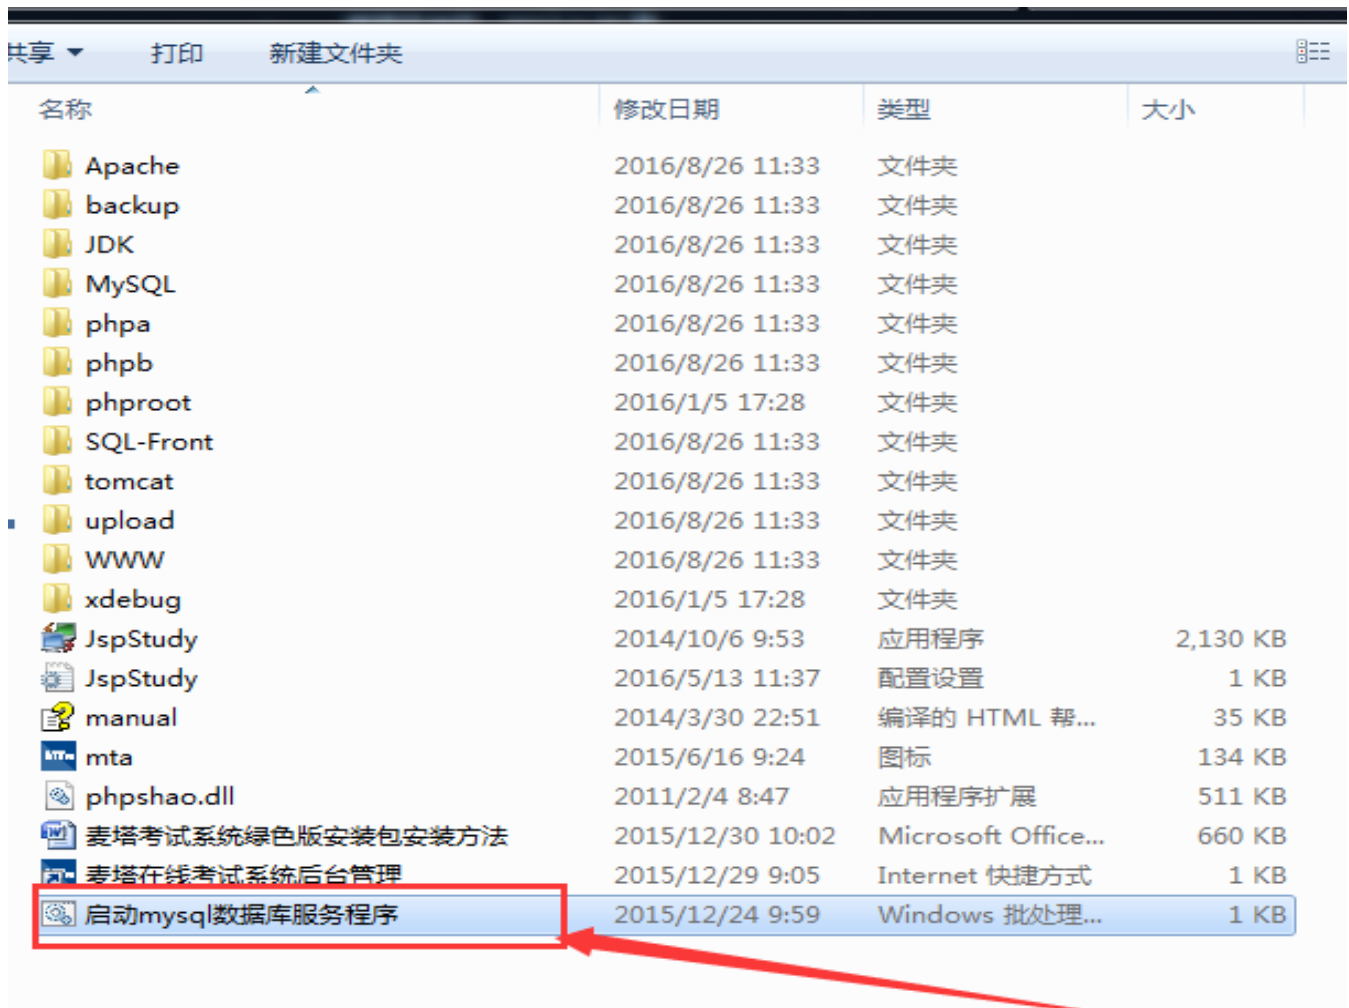 共享 打印 新建文件夹
名称 修改日期 类型 大小
Apache 2016/8/26 11:33 文件夹
backup 2016/8/26 11:33 文件夹
JDK 2016/8/26 11:33 文件夹
MySQL 2016/8/26 11:33 文件夹
phpa 2016/8/26 11:33 文件夹
phpb 2016/8/26 11:33 文件夹
phproot 2016/1/5 17:28 文件夹
SQL-Front 2016/8/26 11:33 文件夹
tomcat 2016/8/26 11:33 文件夹
upload 2016/8/26 11:33 文件夹
WWW 2016/8/26 11:33 文件夹
xdebug 2016/1/5 17:28 文件夹
JspStudy 2014/10/6 9:53 应用程序 2,130 KB
JspStudy 2016/5/13 11:37 配置设置 1 KB
manual 2014/3/30 22:51 编译的 HTML 帮... 35 KB
mta 2015/6/16 9:24 图标 134 KB
phpshao.dll 2011/2/4 8:47 应用程序扩展 511 KB
麦塔考试系统绿色版安装包安装方法 2015/12/30 10:02 Microsoft Office... 660 KB
麦塔在线考试系统后台管理 2015/12/29 9:05 Internet 快捷方式 1 KB
启动mysql数据库服务程序 2015/12/24 9:59 Windows 批处理... 1 KB